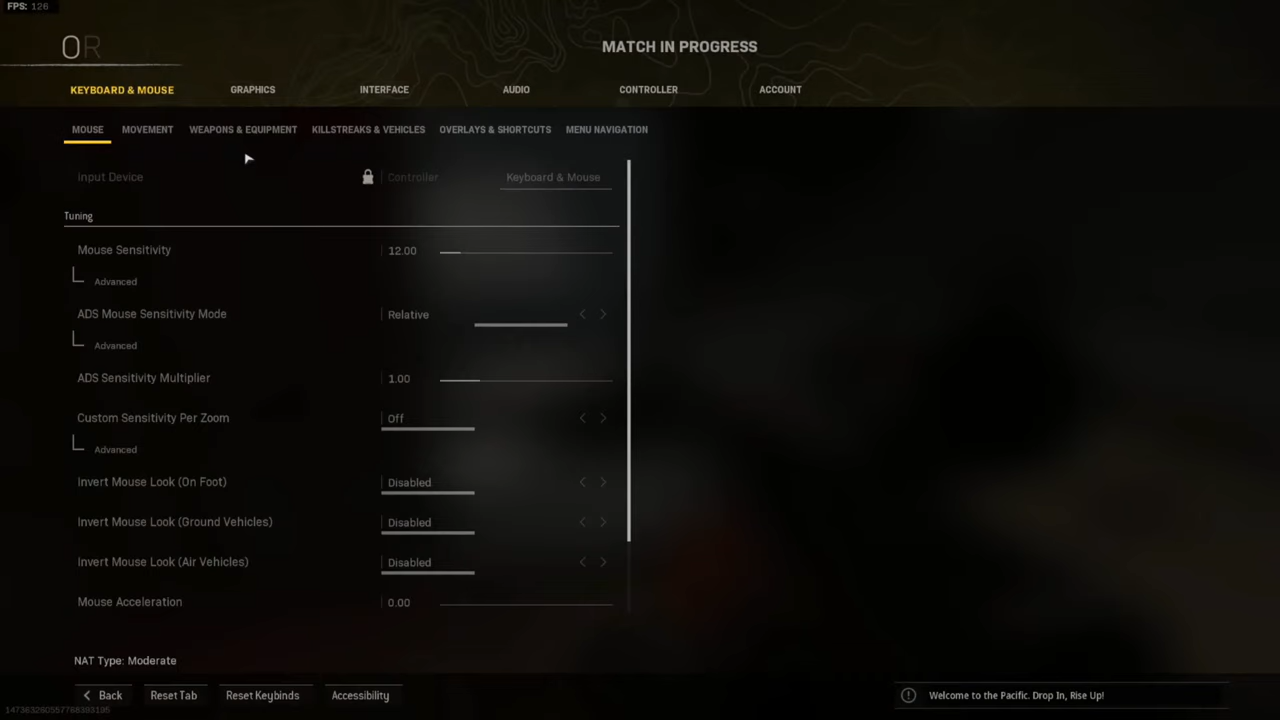 FPS: 126
OR
MATCH IN PROGRESS
KEYBOARD & MOUSE GRAPHICS INTERFACE AUDIO CONTROLLER ACCOUNT
MOUSE MOVEMENT WEAPONS & EQUIPMENT KILLSTREAKS & VEHICLES OVERLAYS & SHORTCUTS MENU NAVIGATION
Input Device Controller Keyboard & Mouse
Tuning
Mouse Sensitivity 12.00
Advanced
ADS Mouse Sensitivity Mode Relative
Advanced
ADS Sensitivity Multiplier 1.00
Custom Sensitivity Per Zoom Off
Advanced
Invert Mouse Look (On Foot) Disabled
Invert Mouse Look (Ground Vehicles) Disabled
Invert Mouse Look (Air Vehicles) Disabled
Mouse Acceleration 0.00
NAT Type: Moderate
Back Reset Tab Reset Keybinds Accessibility
Welcome to the Pacific. Drop In, Rise Up!